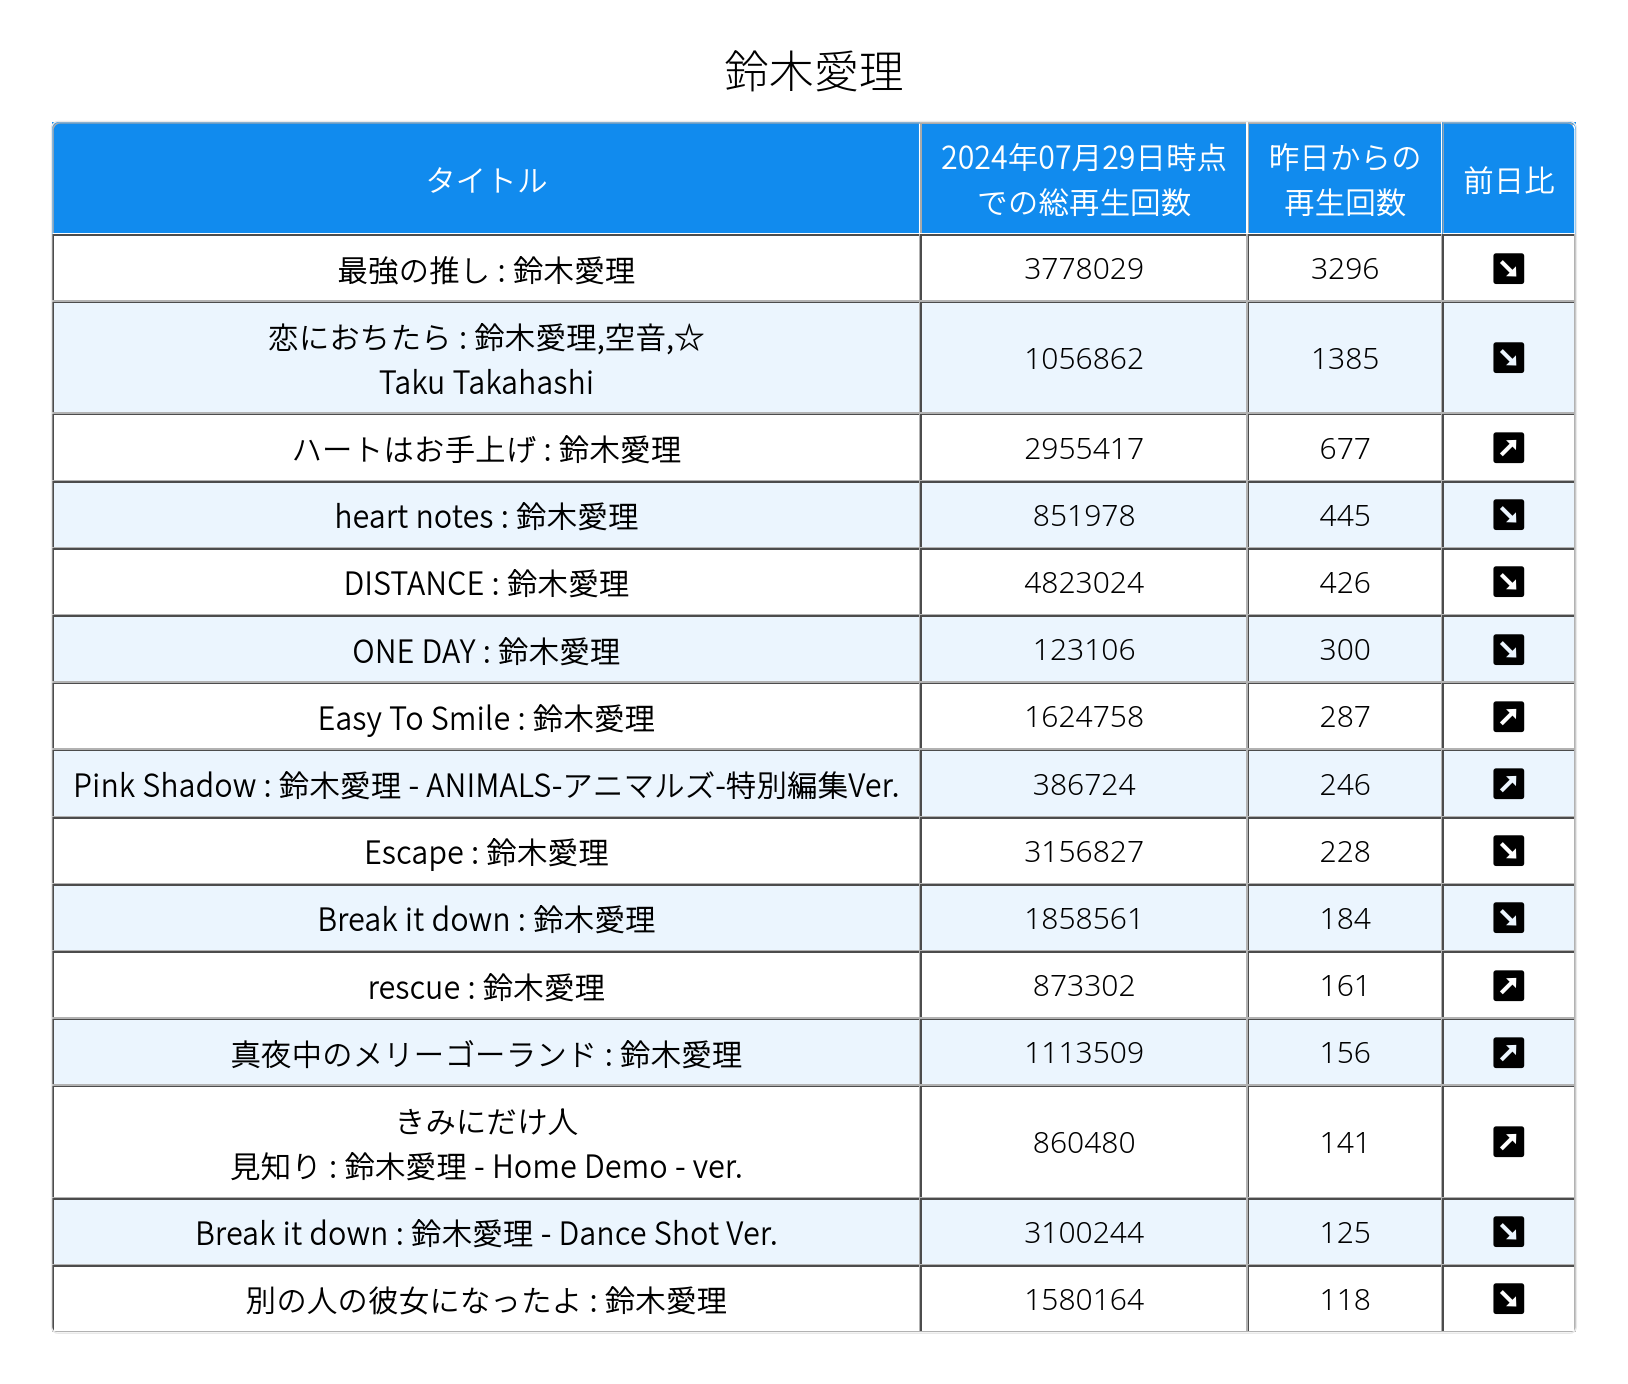 鈴木愛理
タイトル
2024年07月29日時点
での総再生回数
昨日からの
再生回数
前日比
最強の推し : 鈴木愛理 3778029 3296
恋におちたら : 鈴木愛理,空音,☆
Taku Takahashi 1056862 1385
ハートはお手上げ : 鈴木愛理 2955417 677
heart notes : 鈴木愛理 851978 445
DISTANCE : 鈴木愛理 4823024 426
ONE DAY : 鈴木愛理 123106 300
Easy To Smile : 鈴木愛理 1624758 287
Pink Shadow : 鈴木愛理 - ANIMALS-アニマルズ-特別編集Ver. 386724 246
Escape : 鈴木愛理 3156827 228
Break it down : 鈴木愛理 1858561 184
rescue : 鈴木愛理 873302 161
真夜中のメリーゴーランド : 鈴木愛理 1113509 156
きみにだけ人
見知り : 鈴木愛理 - Home Demo - ver. 860480 141
Break it down : 鈴木愛理 - Dance Shot Ver. 3100244 125
別の人の彼女になったよ : 鈴木愛理 1580164 118